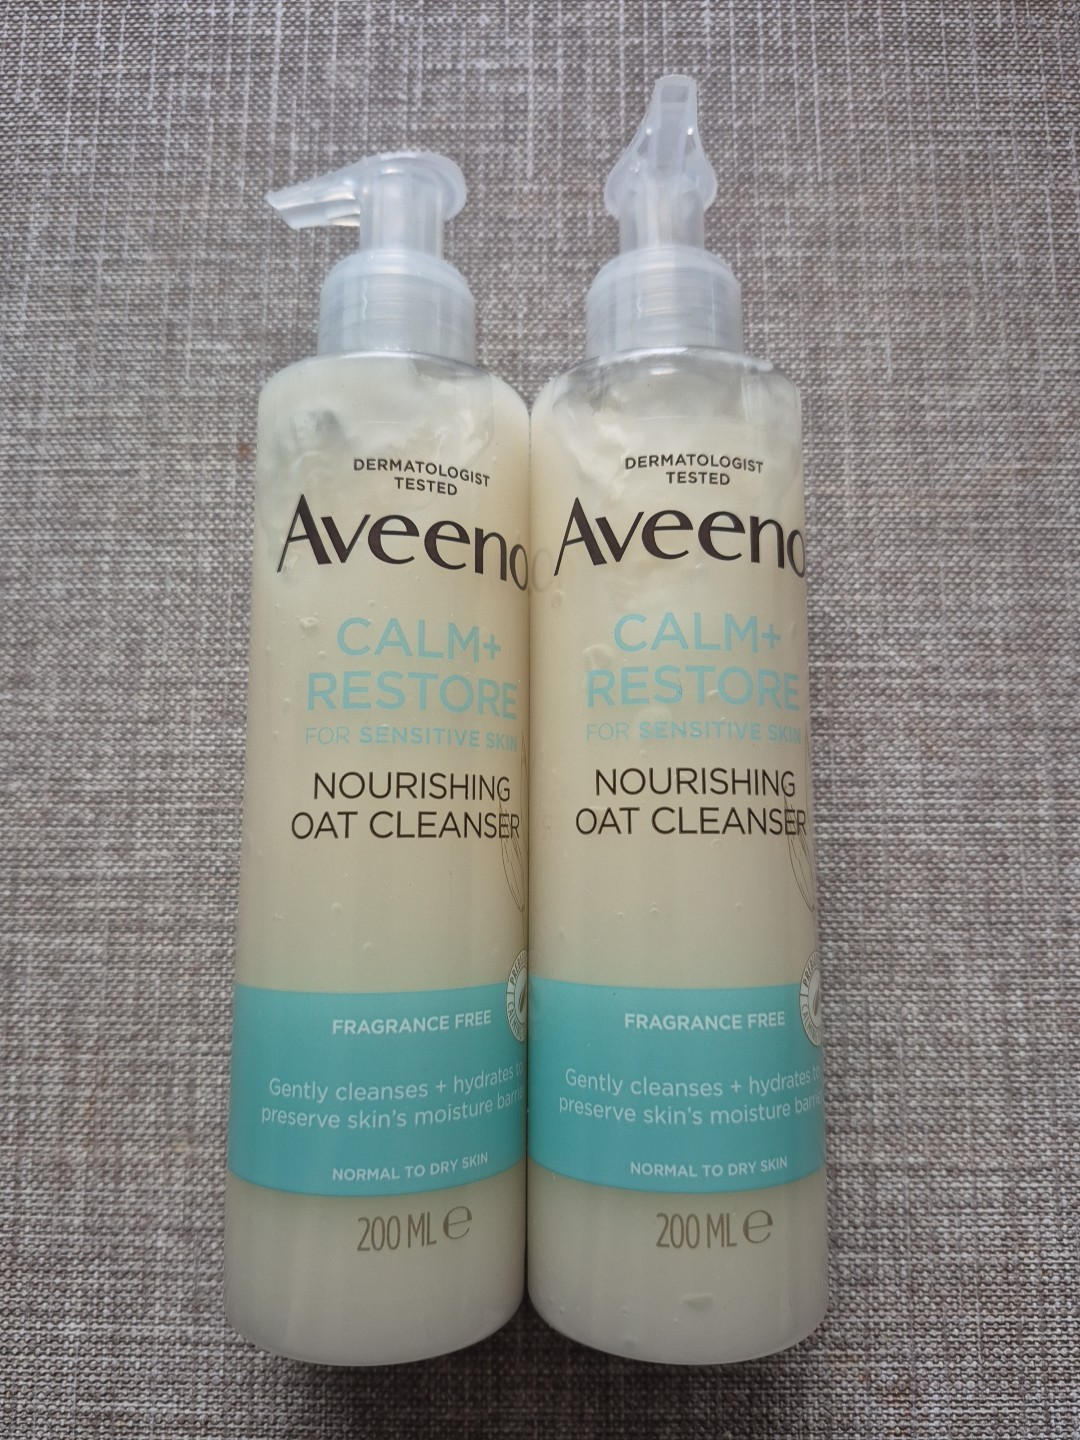 DERMATOLOGIST
TESTED
Aveeno
CALM+
RESTORE
FOR SENSITIVE SKIN
NOURISHING
OAT CLEANSER
FRAGRANCE FREE
Gently cleanses + hydrates to
preserve skin's moisture
NORMAL TO DRY SKIN
200 ML e
DERMATOLOGIST
TESTED
Aveeno
CALM+
RESTORE
FOR SENSITIVE SKIN
NOURISHING
OAT CLEANSER
FRAGRANCE FREE
Gently cleanses + hydrates to
preserve skin's moisture
NORMAL TO DRY SKIN
200 ML e